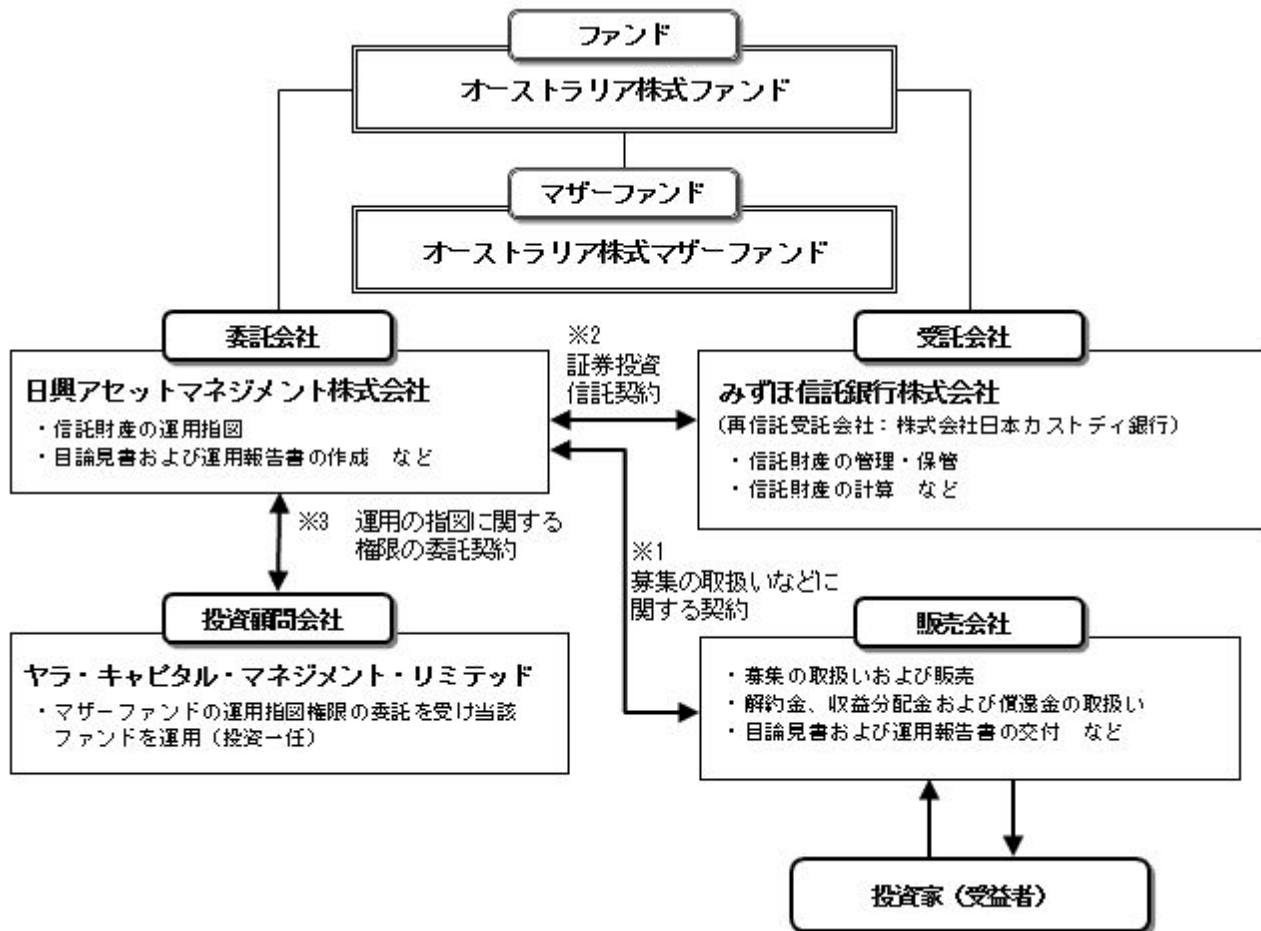 ファンド
オーストラリア株式ファンド
マザーファンド
オーストラリア株式マザーファンド
委託会社
日興アセットマネジメント株式会社
・信託財産の運用指図
・目論見書および運用報告書の作成　など
※2
証券投資
信託契約
受託会社
みずほ信託銀行株式会社
（再信託受託会社：株式会社日本カストディ銀行）
・信託財産の管理・保管
・信託財産の計算　など
※3　運用の指図に関する
権限の委託契約
※1
募集の取扱いなどに
関する契約
投資顧問会社
ヤラ・キャピタル・マネジメント・リミテッド
・マザーファンドの運用指図権限の委託を受け当該
ファンドを運用（投資一任）
販売会社
・募集の取扱いおよび販売
・解約金、収益分配金および償還金の取扱い
・目論見書および運用報告書の交付　など
投資家（受益者）